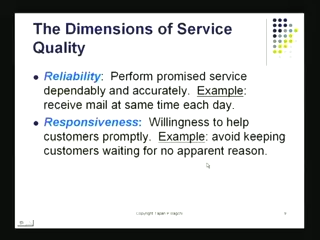 The Dimensions of Service
Quality
Reliability: Perform promised service
dependably and accurately. Example:
receive mail at same time each day.
Responsiveness: Willingness to help
customers promptly. Example: avoid keeping
customers waiting for no apparent reason.